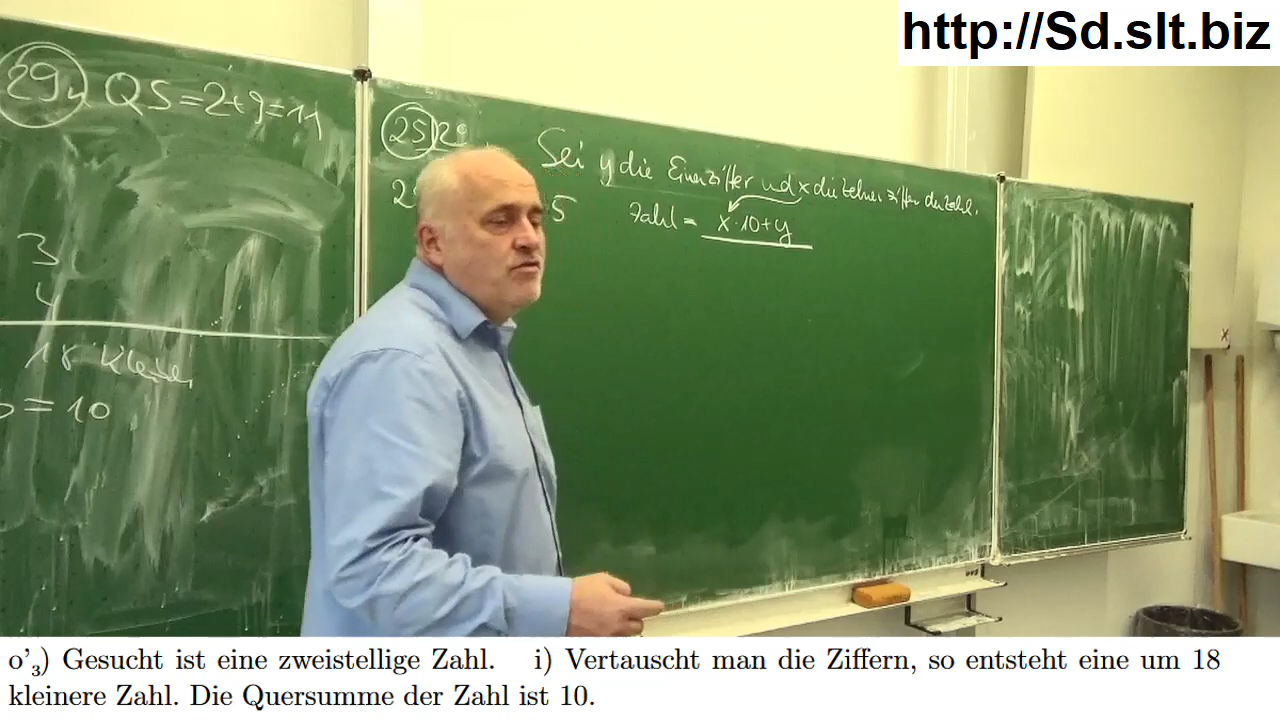 http://Sd.slt.biz
29 QS=2+9=11
25
Sei y die Einerziffer und x die Zehnerziffer der Zahl.
Zahl = x·10+y
5
3
4
18 kleiner
= 10
o’₃) Gesucht ist eine zweistellige Zahl. i) Vertauscht man die Ziffern, so entsteht eine um 18
kleinere Zahl. Die Quersumme der Zahl ist 10.